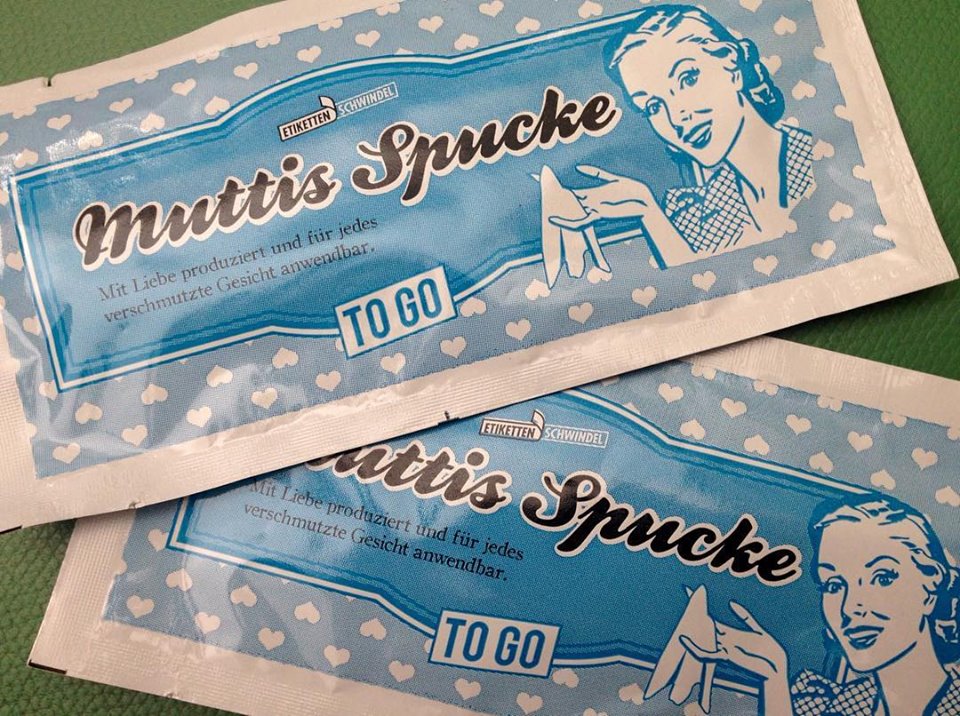 ETIKETTEN SCHWINDEL
Muttis Spucke
Mit Liebe produziert und für jedes
verschmutzte Gesicht anwendbar.
TO GO
ETIKETTEN SCHWINDEL
Muttis Spucke
Mit Liebe produziert und für jedes
verschmutzte Gesicht anwendbar.
TO GO